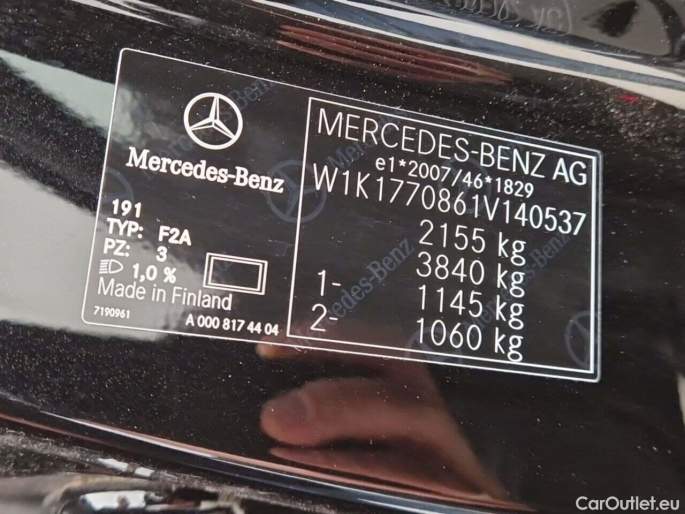 Mercedes-Benz
191
TYP: F2A
PZ: 3
1,0 %
Made in Finland
7190961
A 000 817 44 04
MERCEDES-BENZ AG
e1*2007/46*1829
W1K1770861V140537
2155 kg
3840 kg
1- 1145 kg
2- 1060 kg
CarOutlet.eu